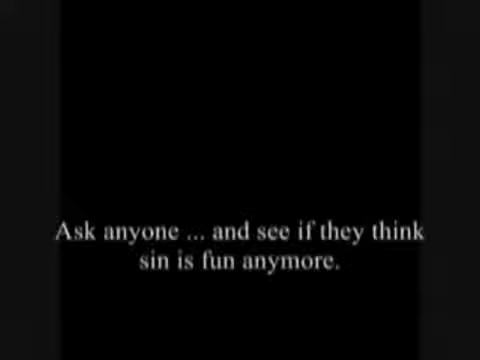 Ask anyone ... and see if they think
sin is fun anymore.